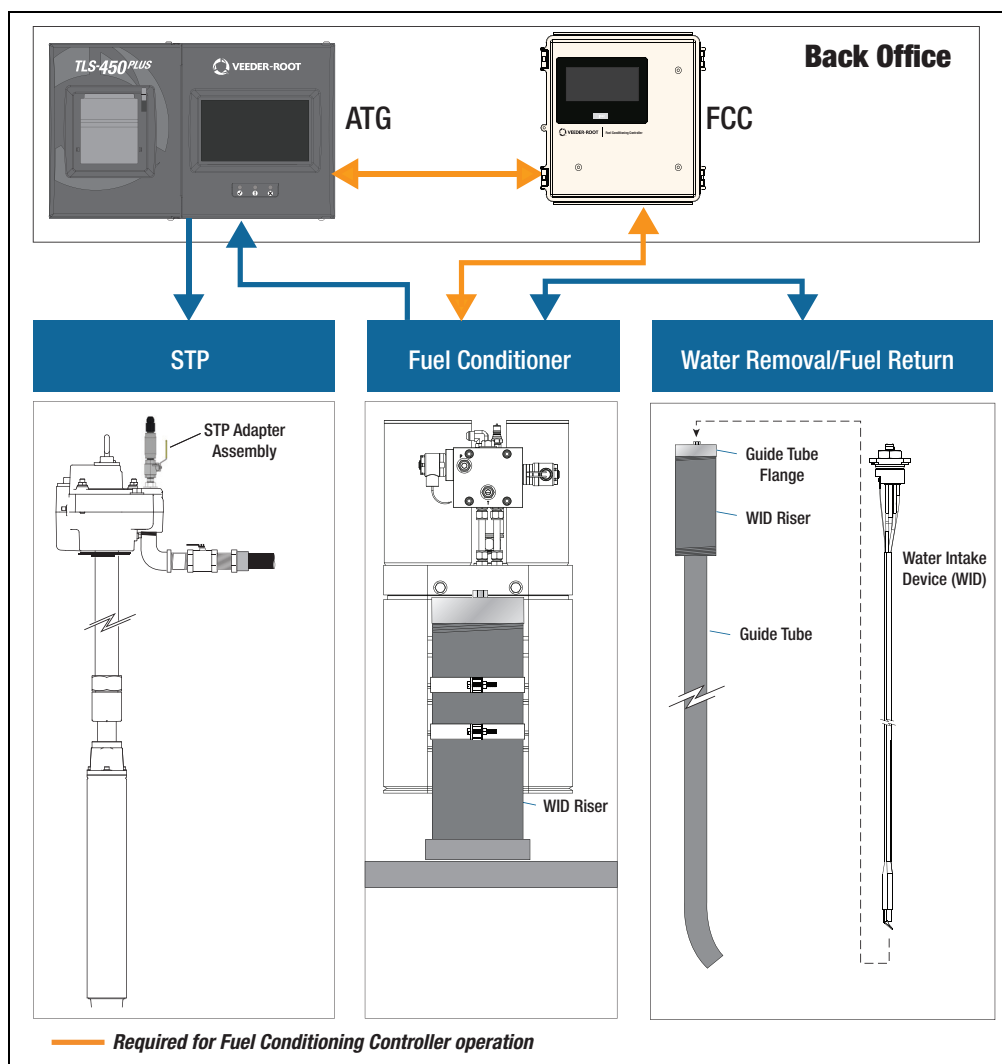 Back Office
TLS-450PLUS
VEEDER-ROOT
ATG
VEEDER-ROOT
Fuel Conditioning Controller
FCC
STP
Fuel Conditioner
Water Removal/Fuel Return
STP Adapter
Assembly
WID Riser
Guide Tube
Flange
WID Riser
Guide Tube
Water Intake
Device (WID)
Required for Fuel Conditioning Controller operation